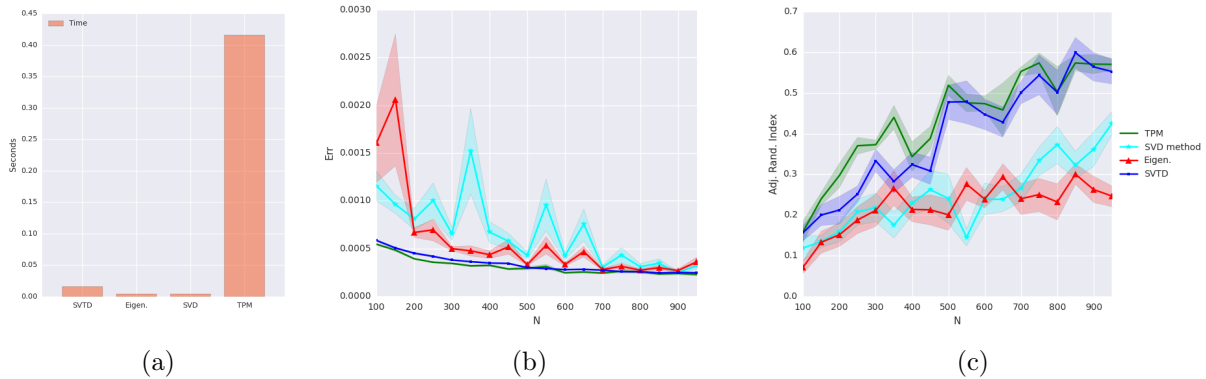 Time
Seconds
0.45
0.40
0.35
0.30
0.25
0.20
0.15
0.10
0.05
0.00
SVTD Eigen. SVD TPM
(a)
Err
0.0030
0.0025
0.0020
0.0015
0.0010
0.0005
0.0000
100 200 300 400 500 600 700 800 900
N
(b)
Adj. Rand. Index
0.7
0.6
0.5
0.4
0.3
0.2
0.1
0.0
100 200 300 400 500 600 700 800 900
N
TPM
SVD method
Eigen.
SVTD
(c)